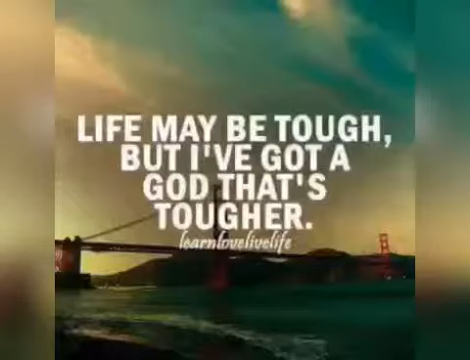 LIFE MAY BE TOUGH,
BUT I'VE GOT A
GOD THAT'S
TOUGHER.
learnlovelivelife